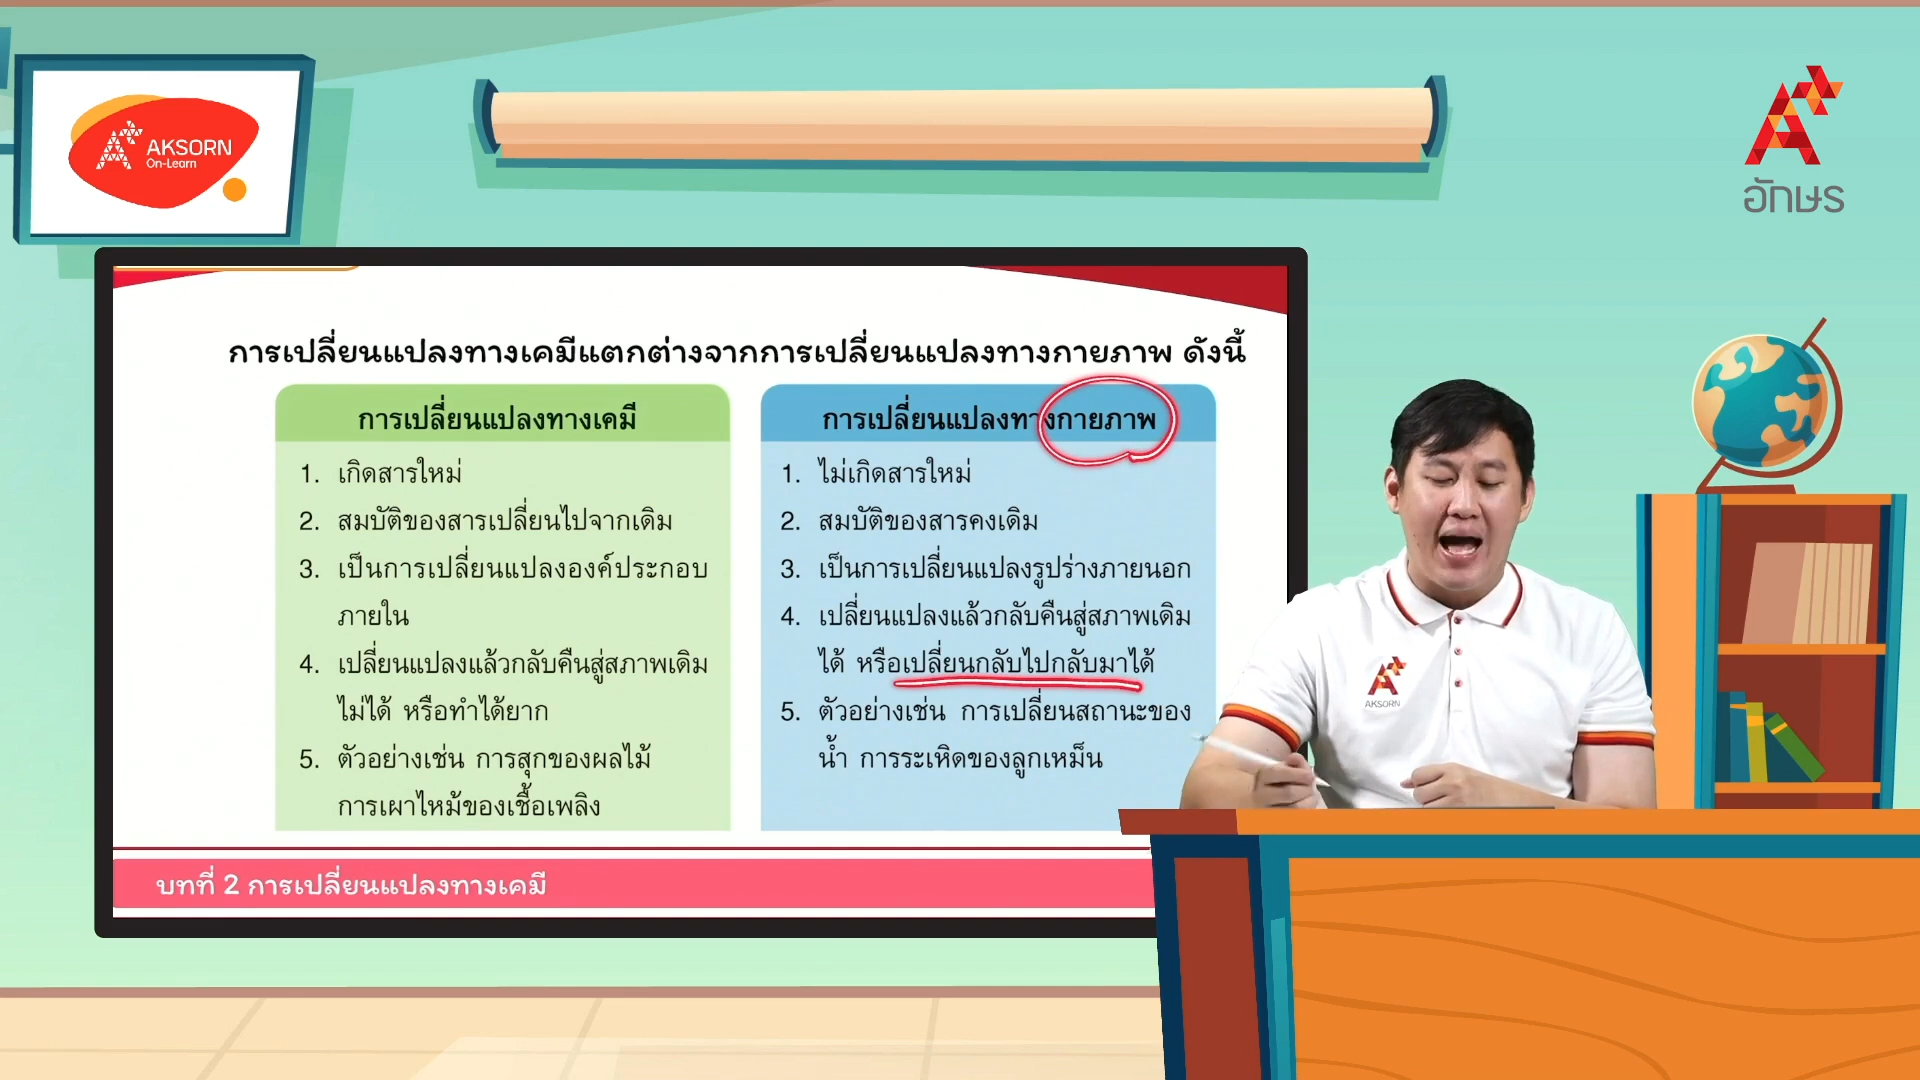 AKSORN
On-Learn
อักษร
การเปลี่ยนแปลงทางเคมีแตกต่างจากการเปลี่ยนแปลงทางกายภาพ ดังนี้
การเปลี่ยนแปลงทางเคมี
1. เกิดสารใหม่
2. สมบัติของสารเปลี่ยนไปจากเดิม
3. เป็นการเปลี่ยนแปลงองค์ประกอบ
ภายใน
4. เปลี่ยนแปลงแล้วกลับคืนสู่สภาพเดิม
ไม่ได้ หรือทำได้ยาก
5. ตัวอย่างเช่น การสุกของผลไม้
การเผาไหม้ของเชื้อเพลิง
การเปลี่ยนแปลงทางกายภาพ
1. ไม่เกิดสารใหม่
2. สมบัติของสารคงเดิม
3. เป็นการเปลี่ยนแปลงรูปร่างภายนอก
4. เปลี่ยนแปลงแล้วกลับคืนสู่สภาพเดิม
ได้ หรือเปลี่ยนกลับไปกลับมาได้
5. ตัวอย่างเช่น การเปลี่ยนสถานะของ
น้ำ การระเหิดของลูกเหม็น
AKSORN
บทที่ 2 การเปลี่ยนแปลงทางเคมี